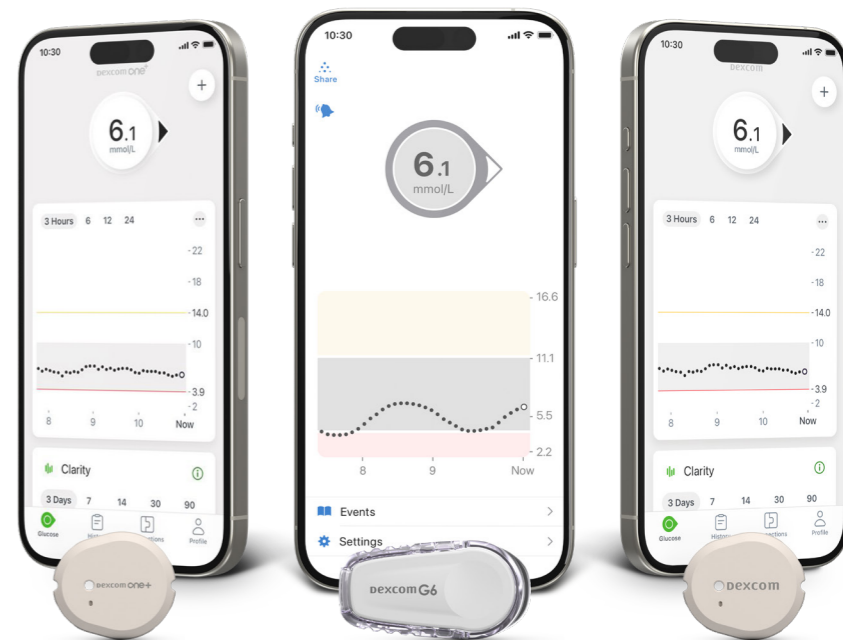 10:30
Dexcom ONE+
+
6.1
mmol/L
3 Hours 6 12 24
...
22
18
14.0
10
3.9
2
8 9 10 Now
Clarity
3 Days 7 14 30 90
Glucose
Profile
Dexcom ONE+
10:30
Share
6.1
mmol/L
16.6
11.1
5.5
2.2
8 9 Now
Events
Settings
Dexcom G6
10:30
Dexcom
+
6.1
mmol/L
3 Hours 6 12 24
...
22
18
14.0
10
3.9
2
8 9 10 Now
Clarity
3 Days 7 14 30 90
Glucose
History
Profile
Dexcom